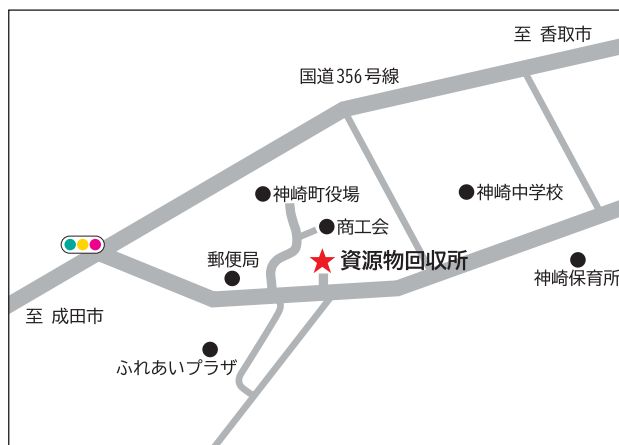 至 香取市
国道356号線
神崎町役場
神崎中学校
商工会
郵便局
資源物回収所
神崎保育所
至 成田市
ふれあいプラザ